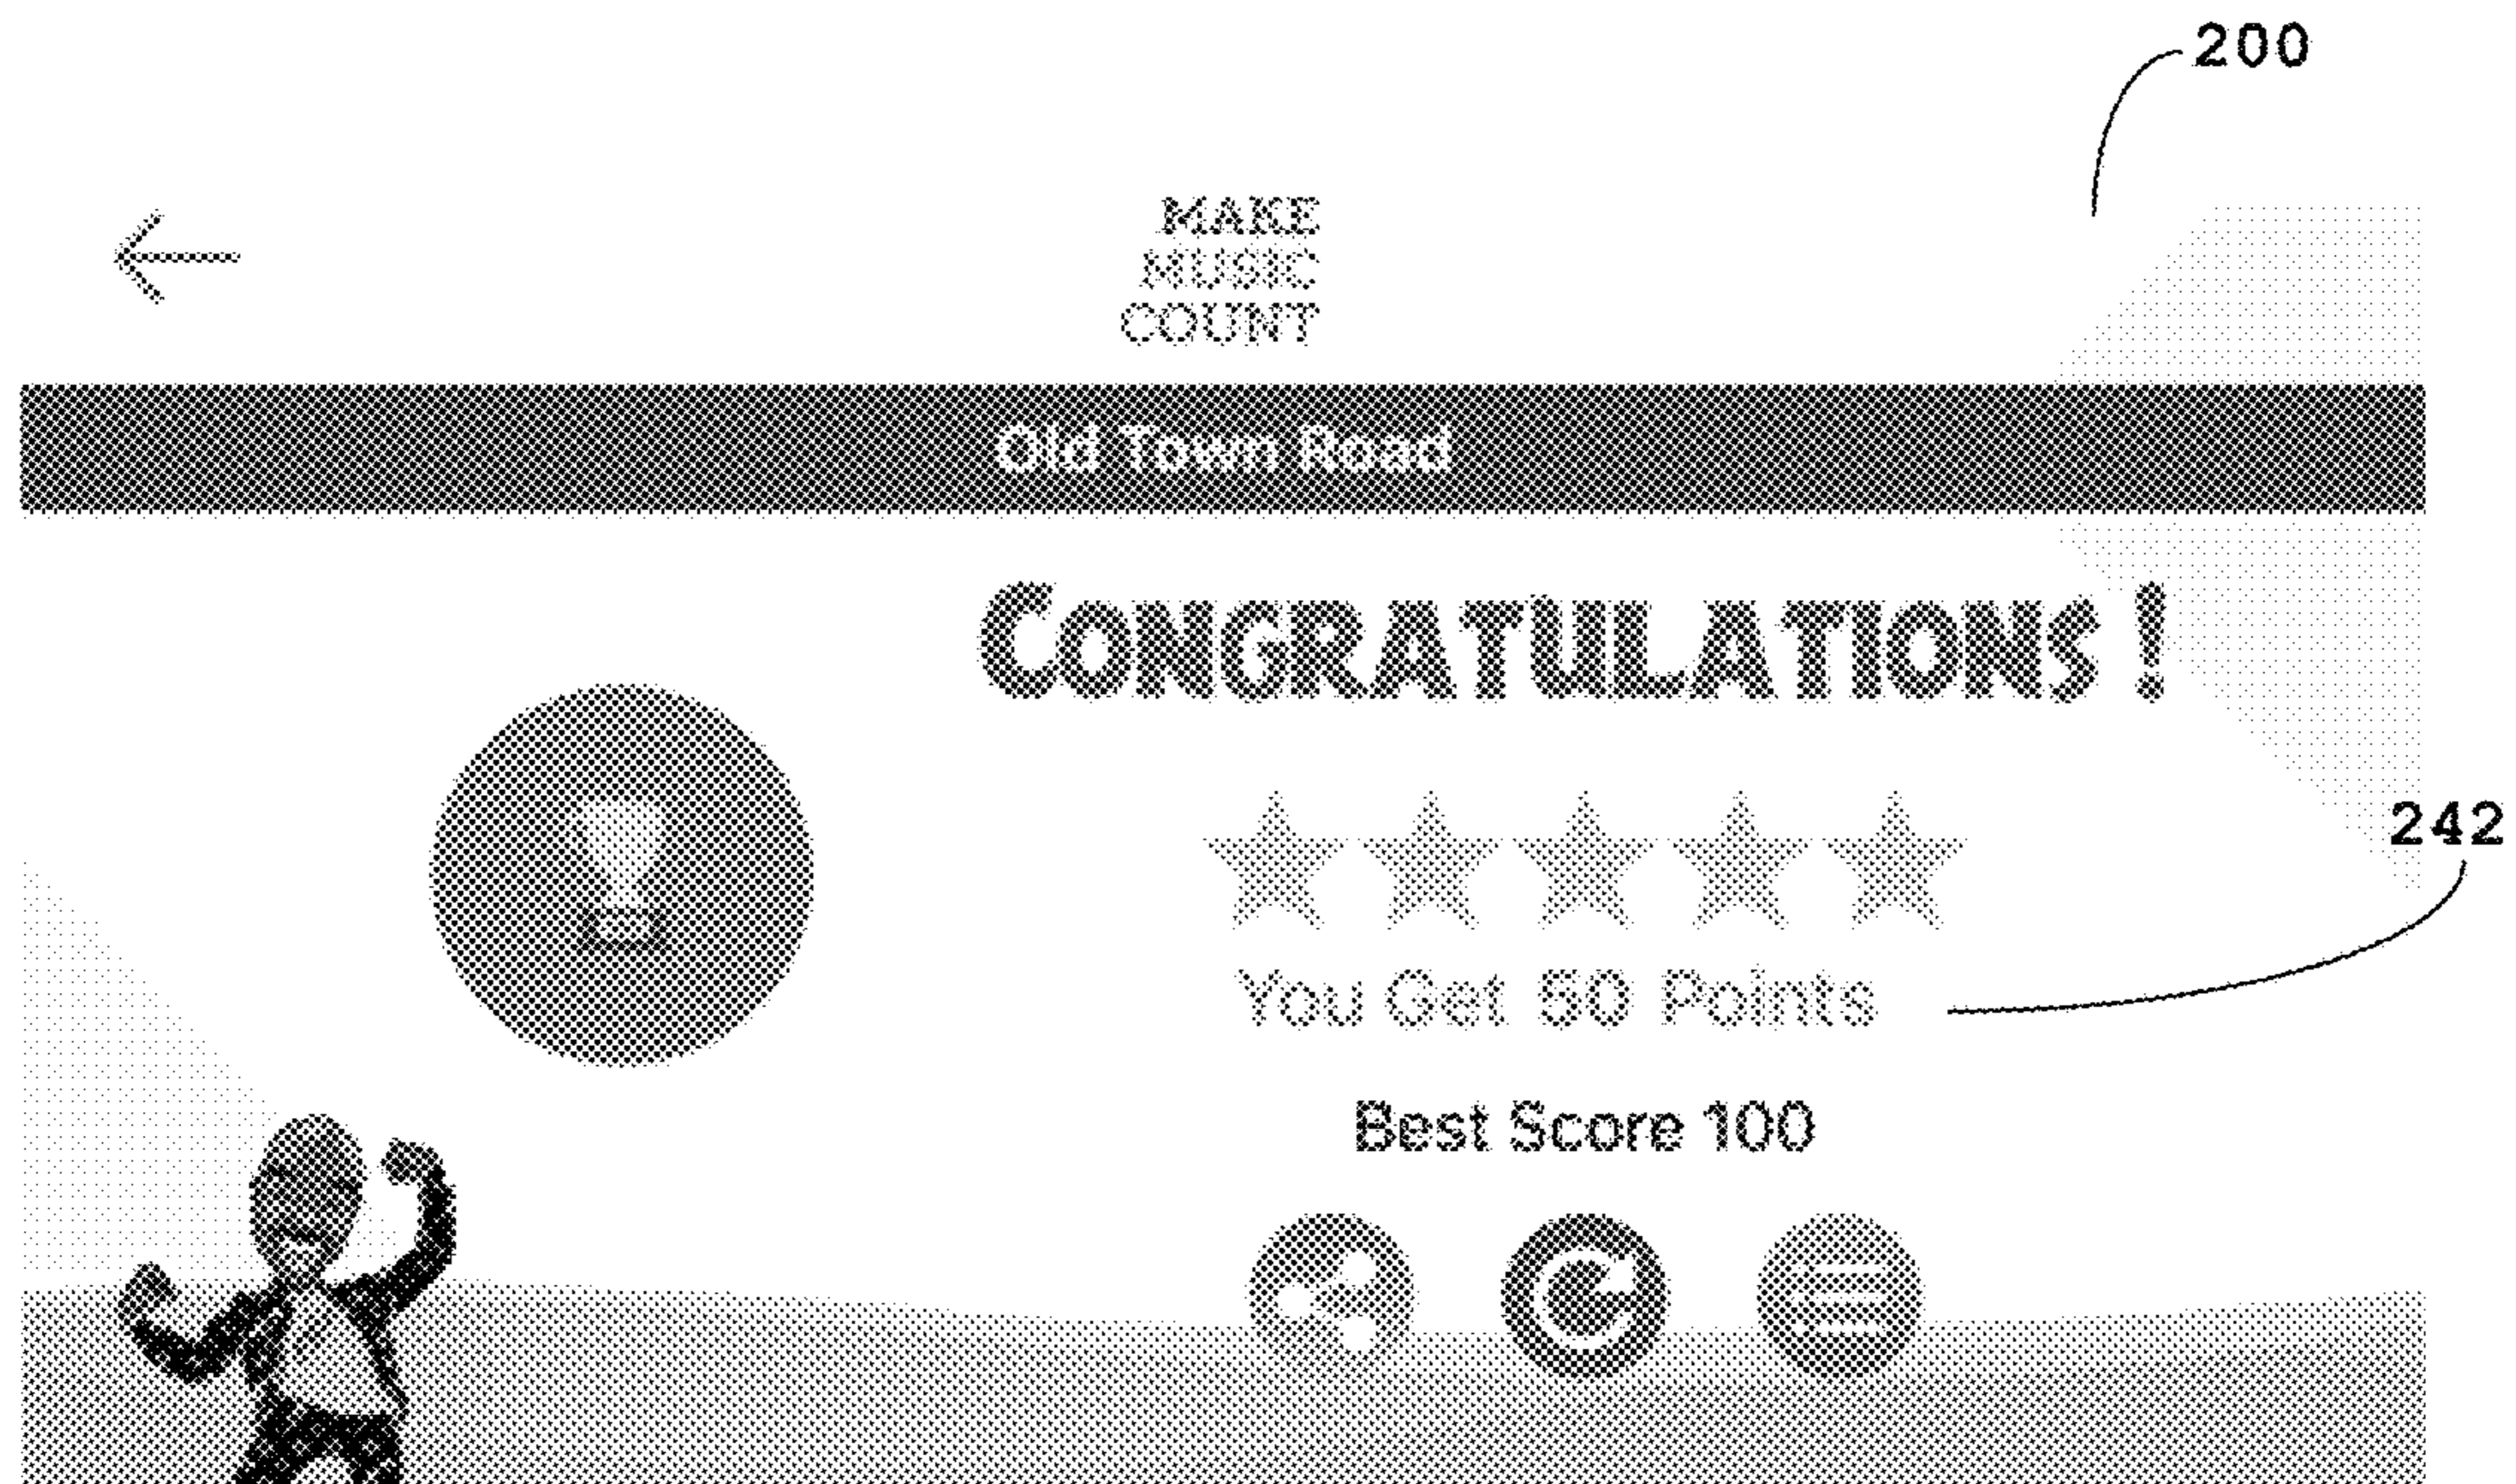 200
MAKE
MUSIC
COUNT
Old Town Road
CONGRATULATIONS !
242
You Get 50 Points
Best Score 100